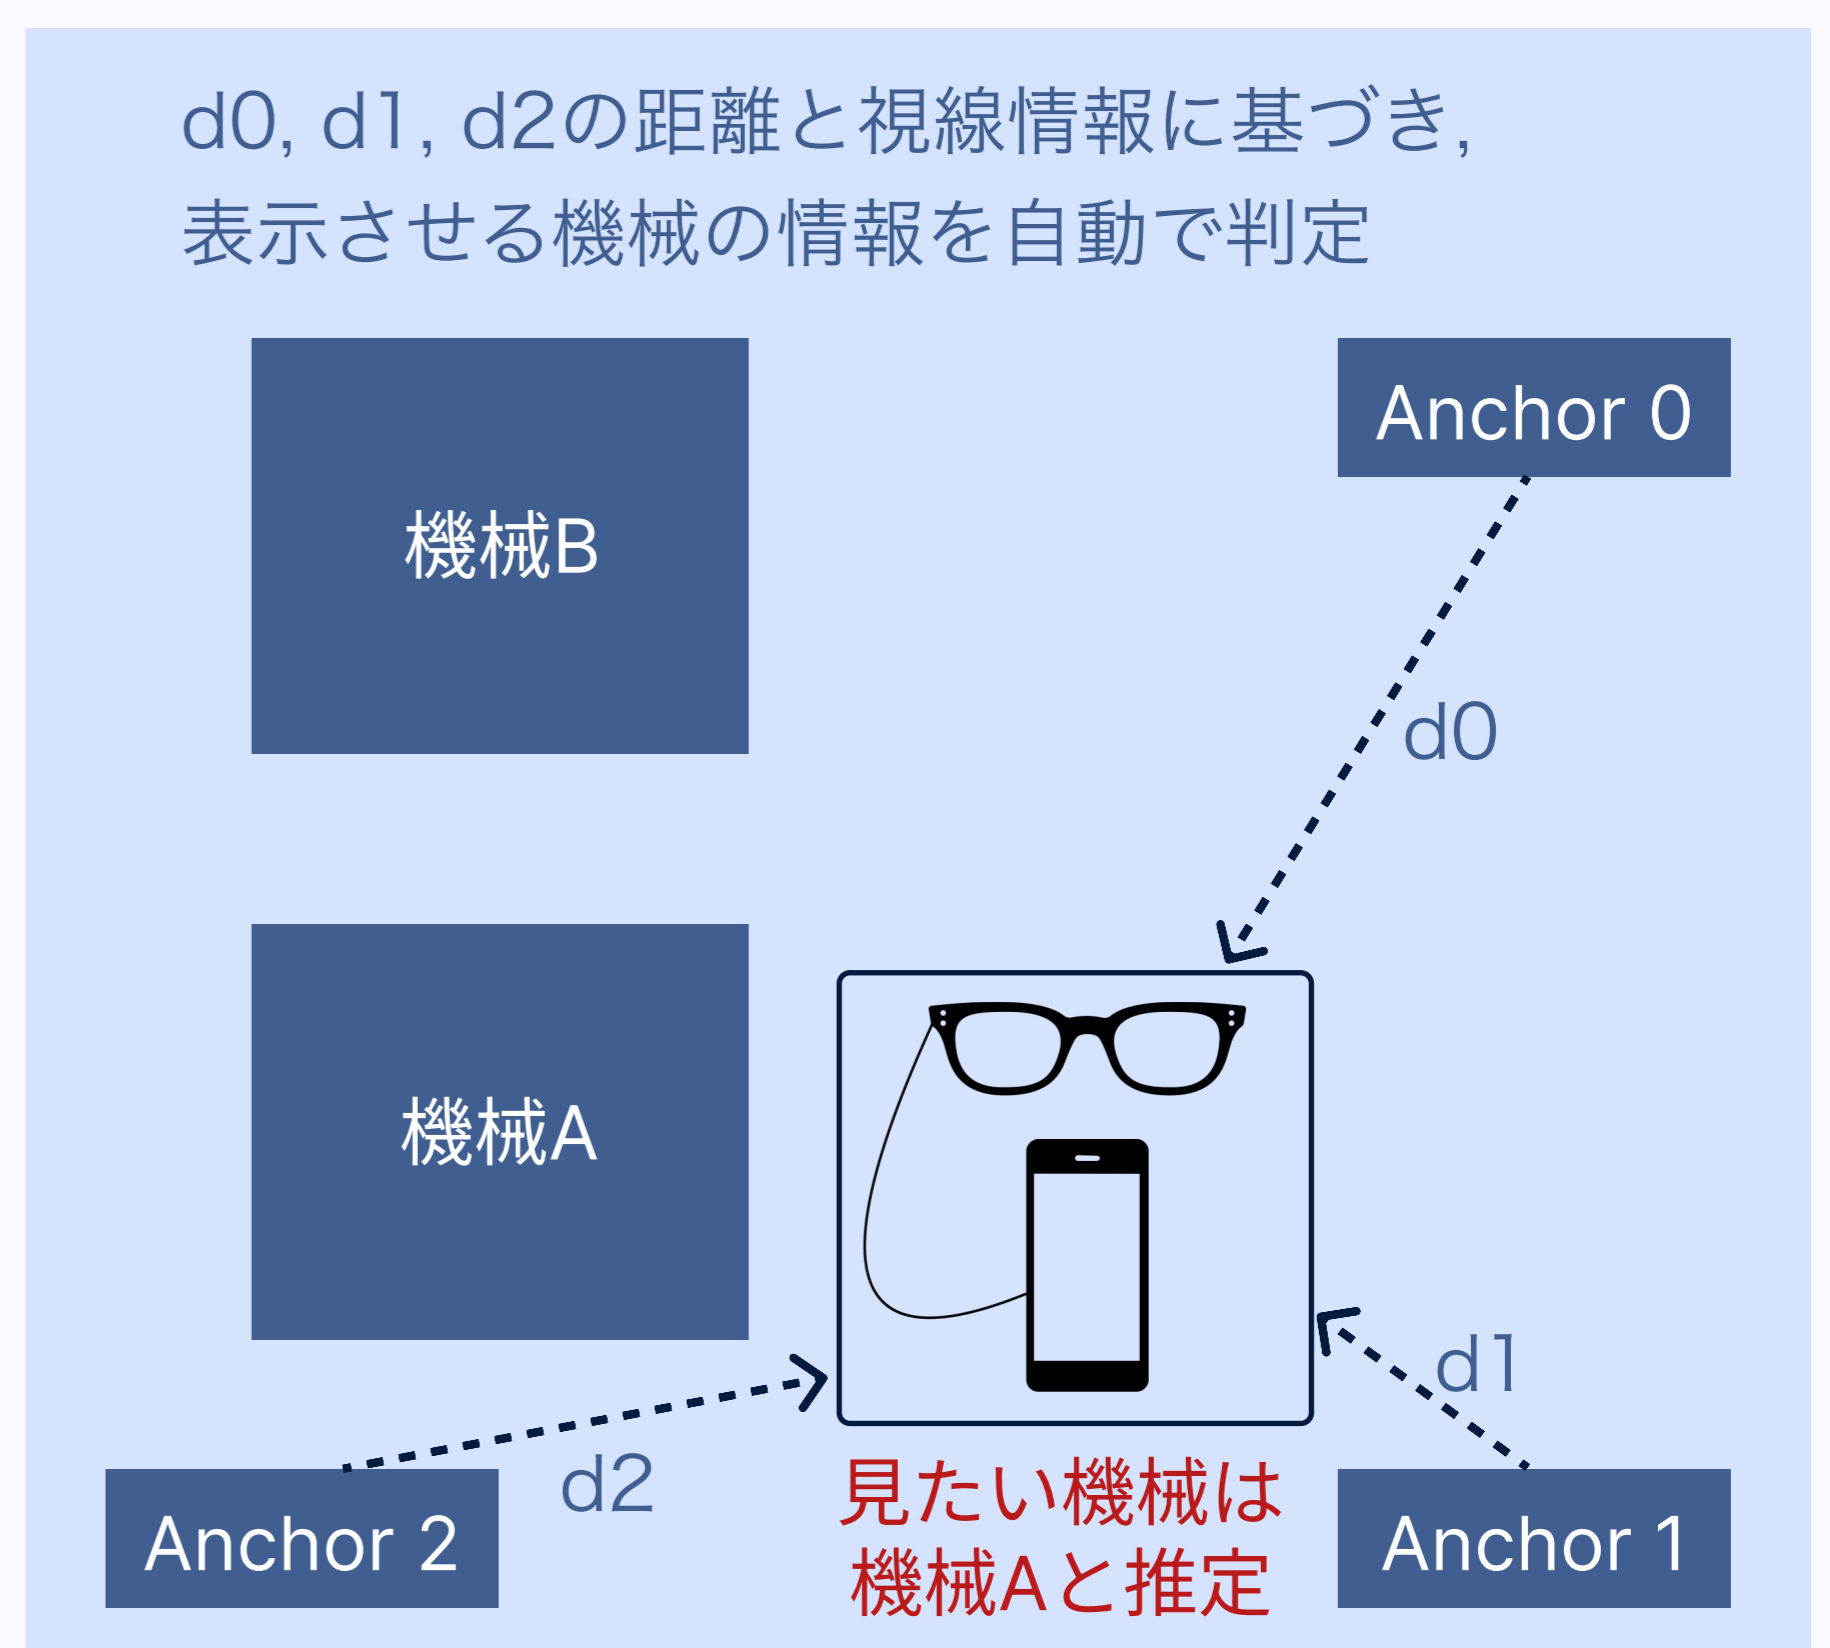 d0, d1, d2の距離と視線情報に基づき,
表示させる機械の情報を自動で判定
機械B
Anchor 0
d0
機械A
d1
d2
Anchor 2
見たい機械は
機械Aと推定
Anchor 1